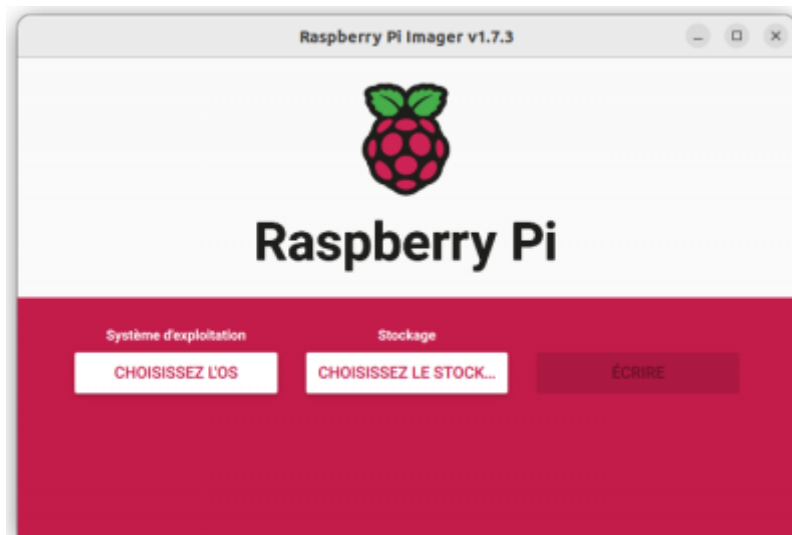 Raspberry Pi Imager v1.7.3
Raspberry Pi
Système d'exploitation
Stockage
CHOISISSEZ L'OS
CHOISISSEZ LE STOCK...
ÉCRIRE